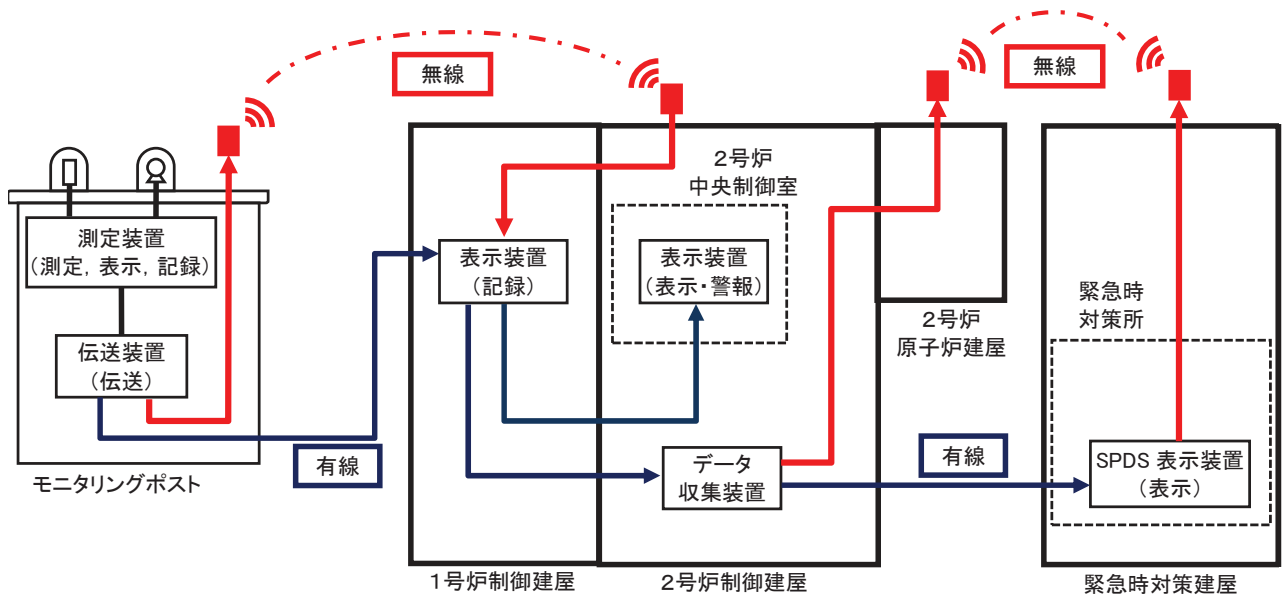 無線
無線
2号炉
中央制御室
測定装置
(測定, 表示, 記録)
表示装置
(記録)
表示装置
(表示・警報)
緊急時
対策所
2号炉
原子炉建屋
伝送装置
(伝送)
有線
有線
データ
収集装置
SPDS 表示装置
(表示)
モニタリングポスト
1号炉制御建屋
2号炉制御建屋
緊急時対策建屋